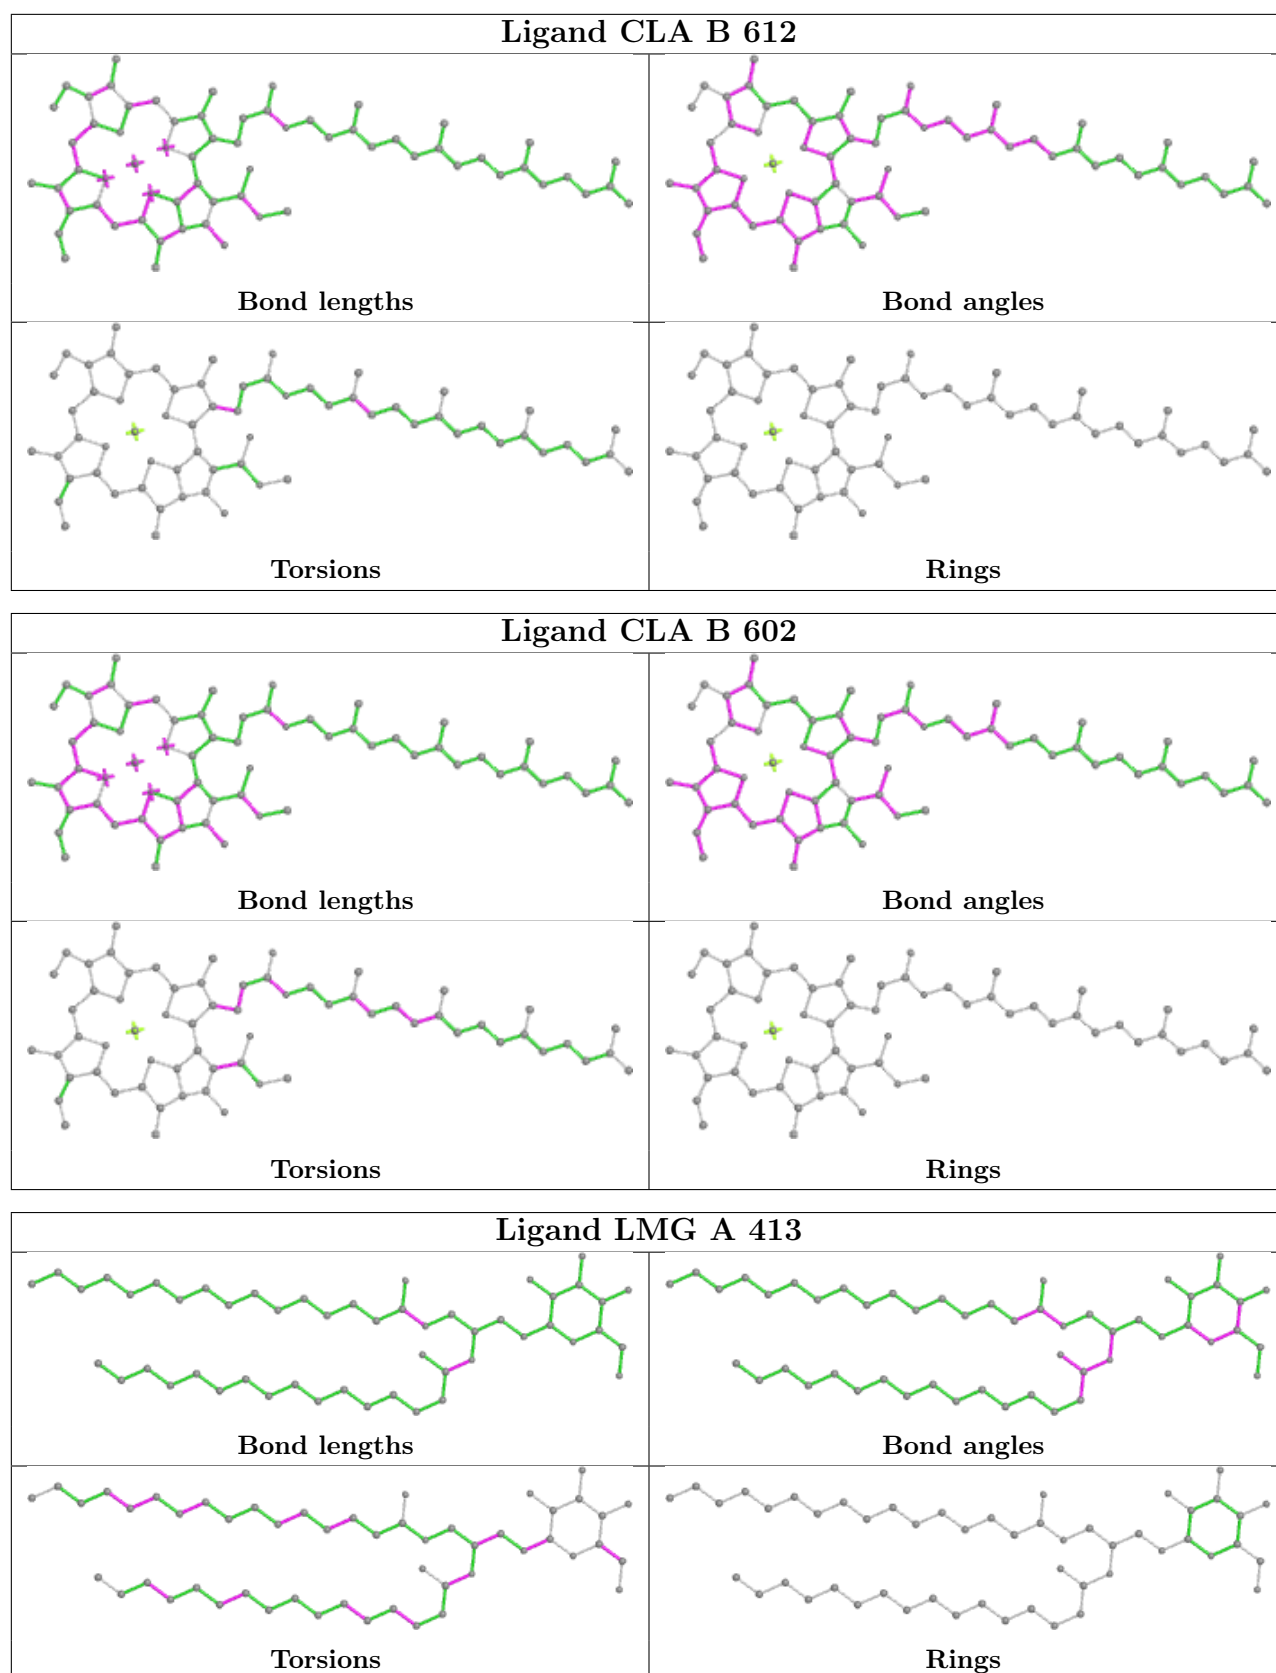 Ligand CLA B 612
Bond lengths
Bond angles
Torsions
Rings
Ligand CLA B 602
Bond lengths
Bond angles
Torsions
Rings
Ligand LMG A 413
Bond lengths
Bond angles
Torsions
Rings